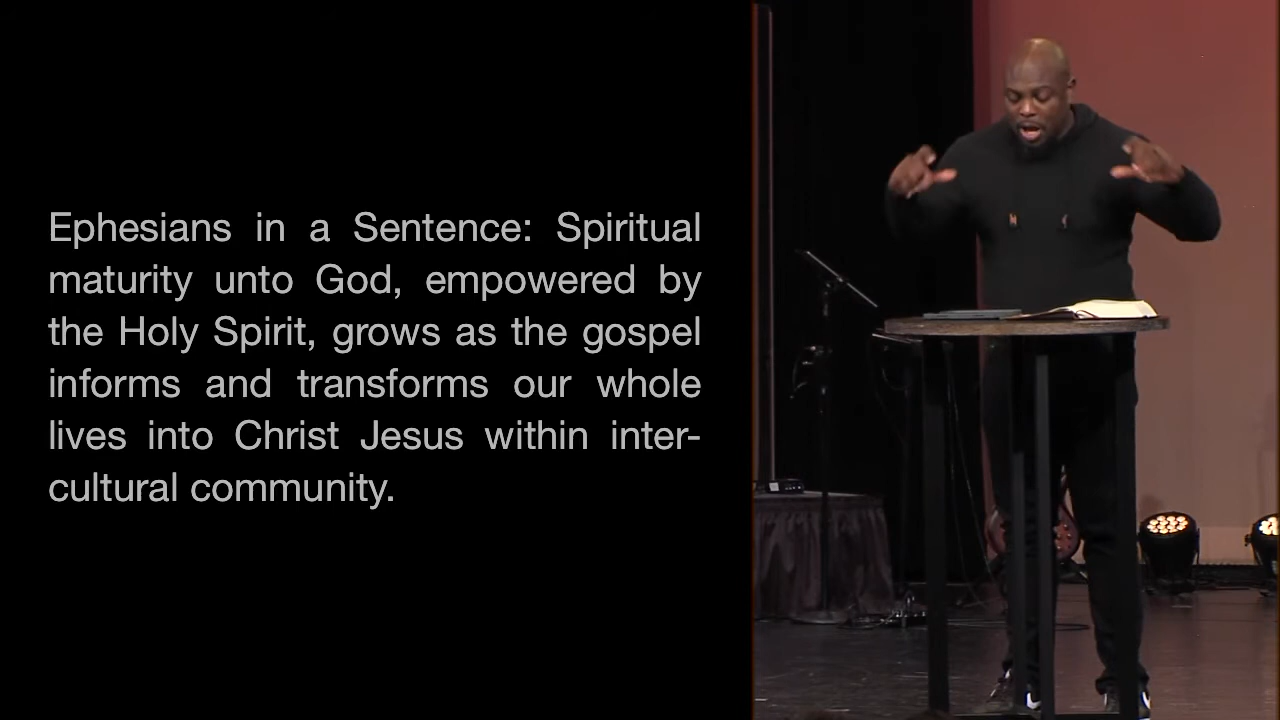 Ephesians in a Sentence: Spiritual
maturity unto God, empowered by
the Holy Spirit, grows as the gospel
informs and transforms our whole
lives into Christ Jesus within inter-
cultural community.